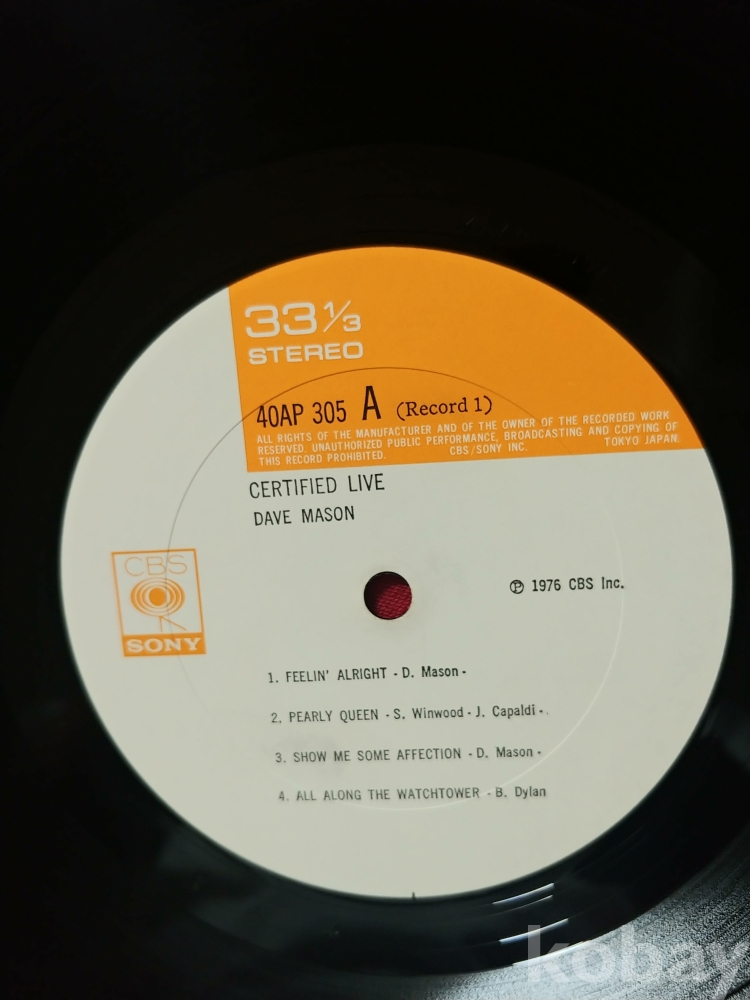 33 1/3
STEREO
40AP 305 A (Record 1)
ALL RIGHTS OF THE MANUFACTURER AND OF THE OWNER OF THE RECORDED WORK
RESERVED. UNAUTHORIZED PUBLIC PERFORMANCE, BROADCASTING AND COPYING OF
THIS RECORD PROHIBITED. CBS/SONY INC. TOKYO JAPAN.
CERTIFIED LIVE
DAVE MASON
CBS
SONY
Ⓟ 1976 CBS Inc.
1. FEELIN' ALRIGHT - D. Mason -
2. PEARLY QUEEN - S. Winwood - J. Capaldi -
3. SHOW ME SOME AFFECTION - D. Mason -
4. ALL ALONG THE WATCHTOWER - B. Dylan
kobay